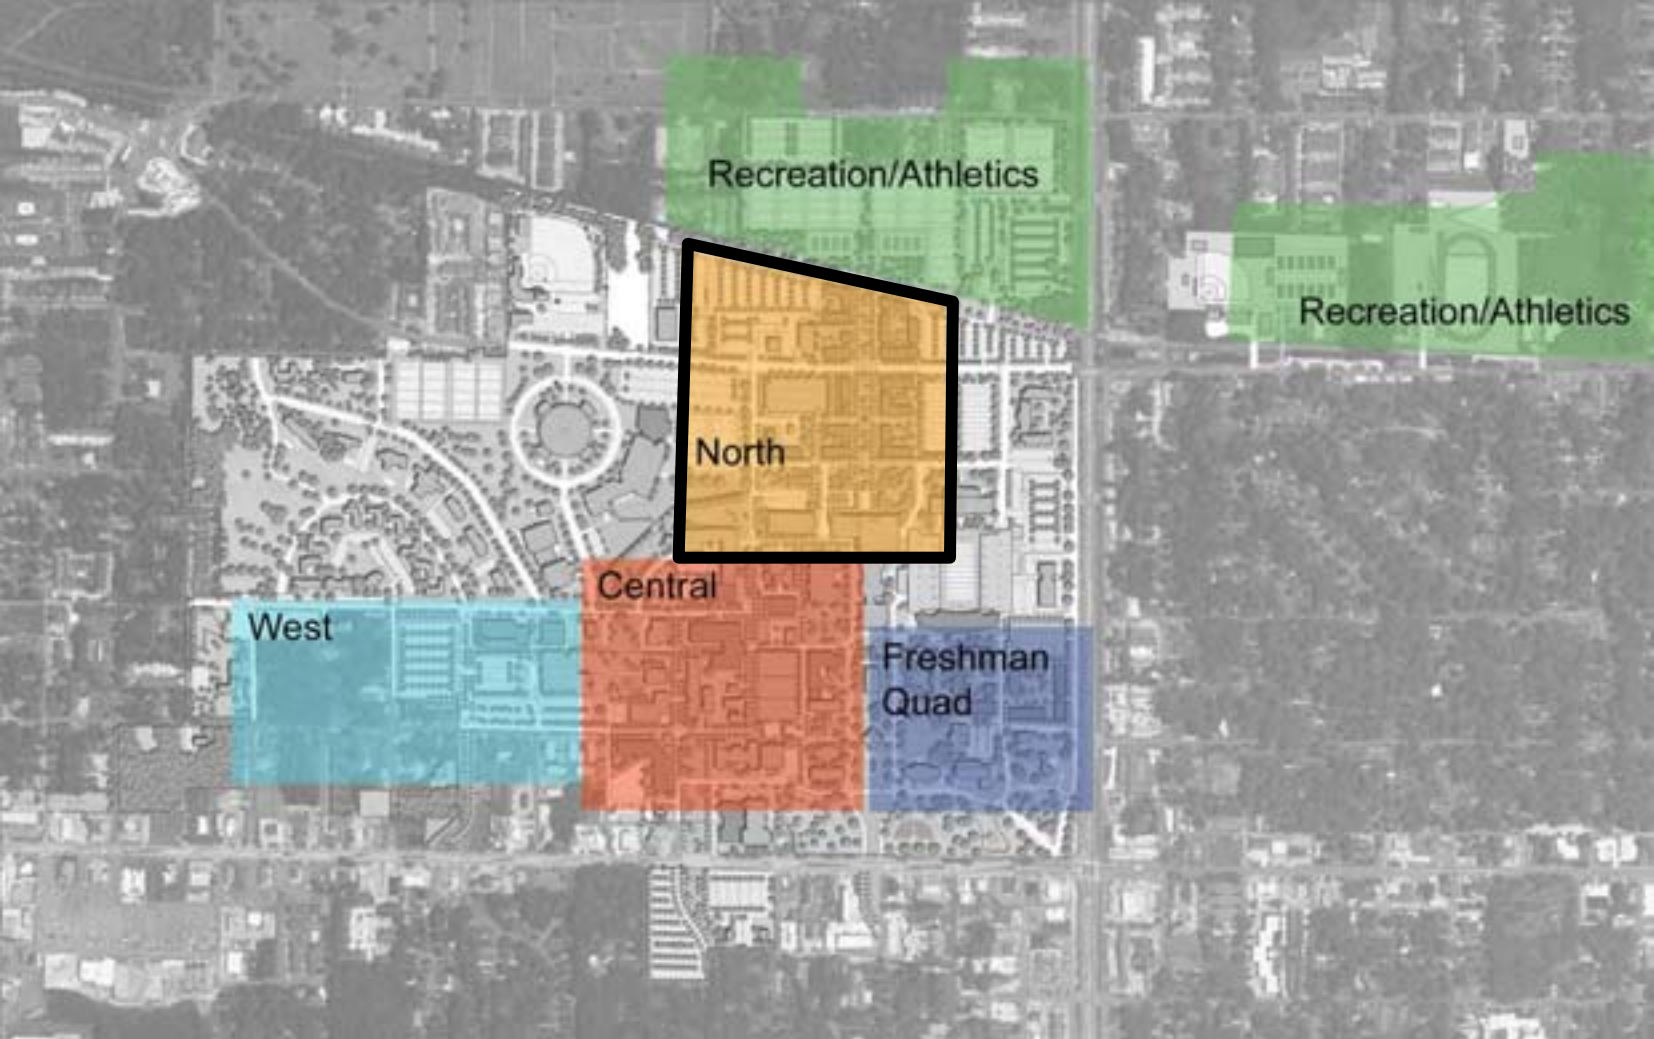 Recreation/Athletics
Recreation/Athletics
North
Central
West
Freshman
Quad